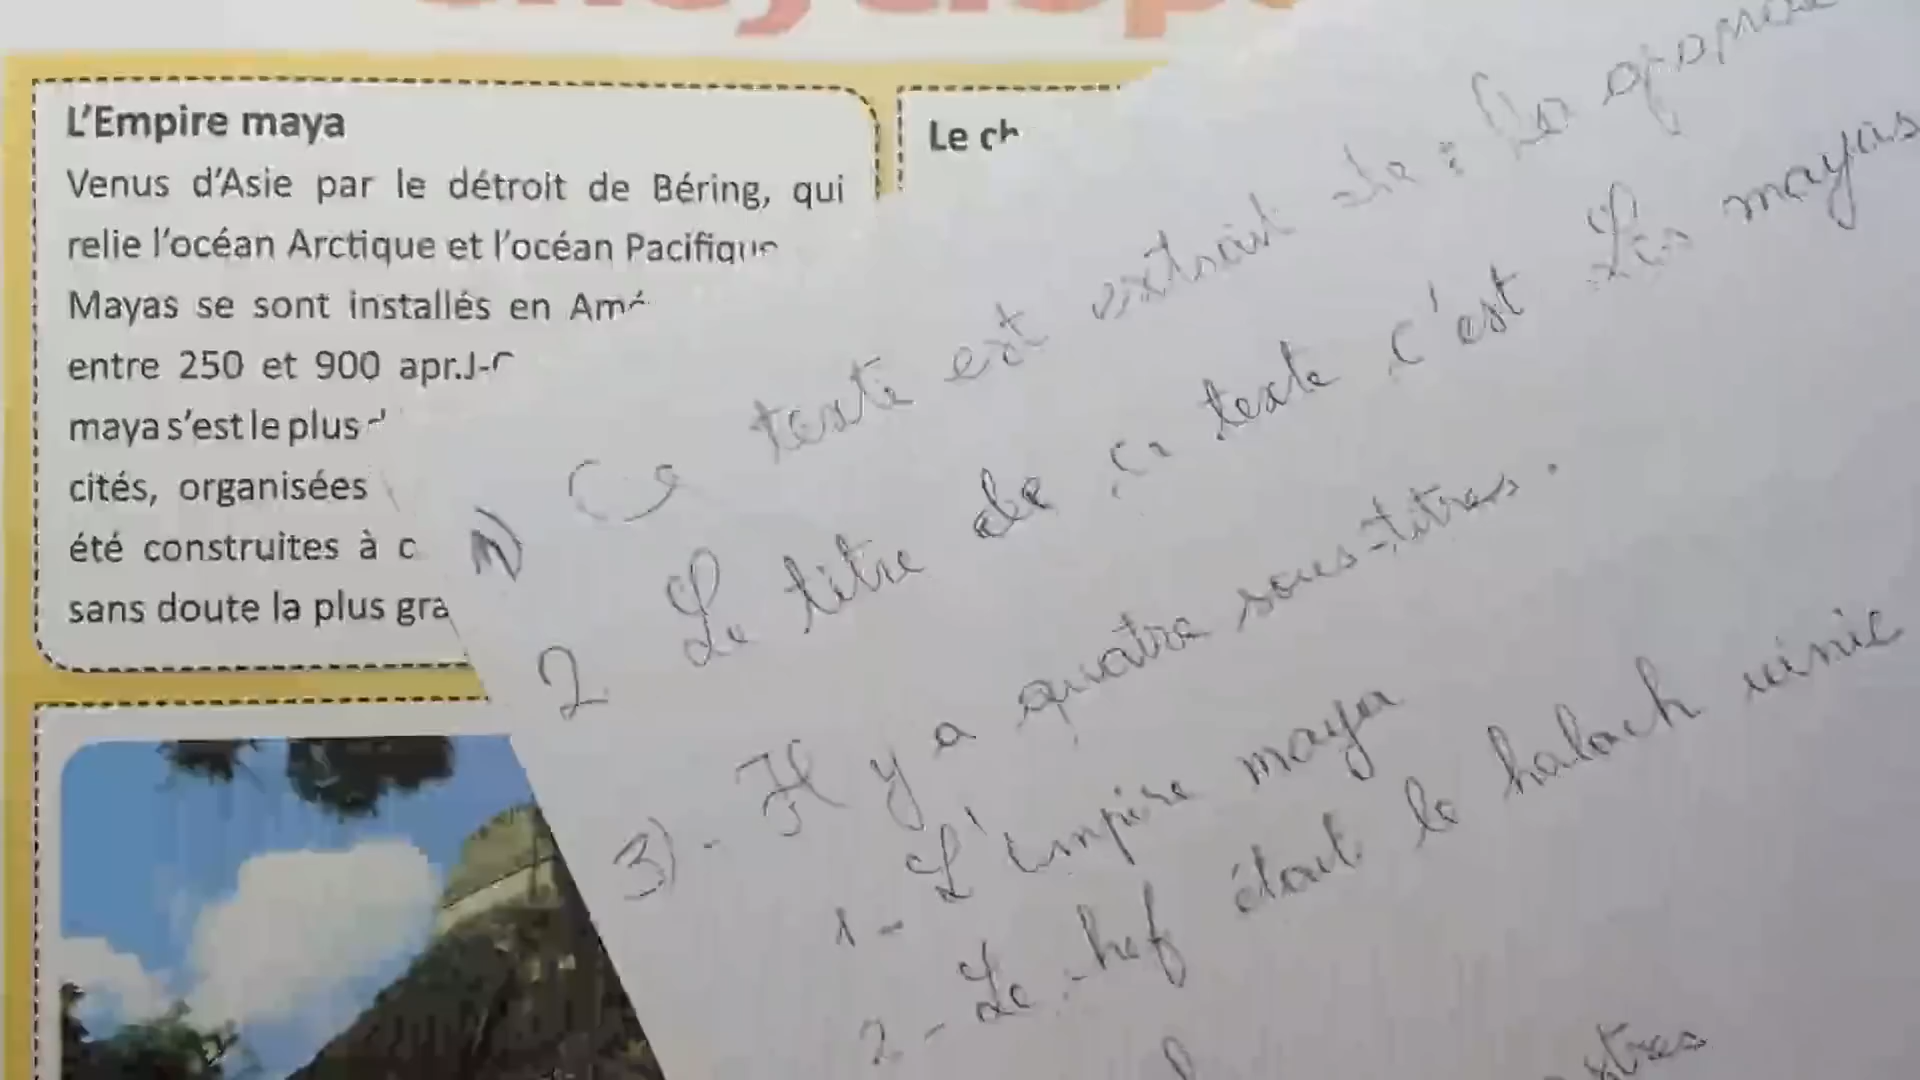 L'Empire maya
Venus d'Asie par le détroit de Béring, qui
relie l'océan Arctique et l'océan Pacifique
Mayas se sont installés en Amé
entre 250 et 900 apr.J-C
maya s'est le plus d
cités, organisées
été construites à c
sans doute la plus gra
Le ch
1) Ce texte est extrait de :
2 Le titre de ce texte c'est Les mayas
3) - Il y a quatre sous-titres.
1 - L'empire maya
2 - Le chef était le halach uinic